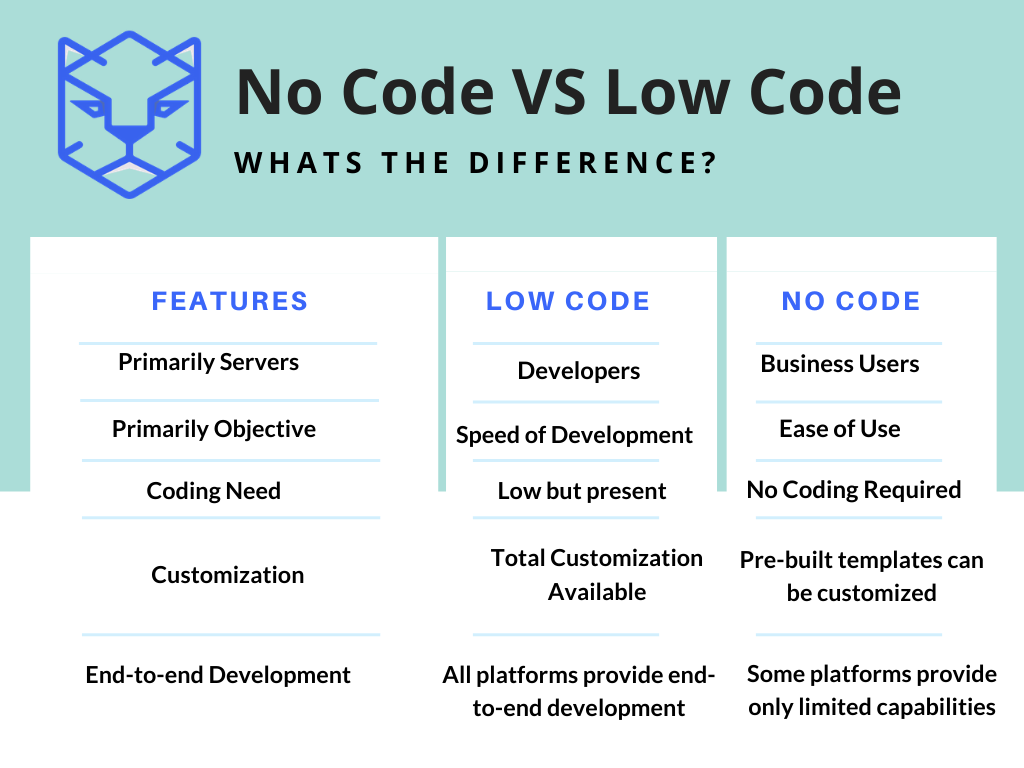 No Code VS Low Code
WHATS THE DIFFERENCE?
FEATURES
LOW CODE
NO CODE
Primarily Servers
Developers
Business Users
Primarily Objective
Speed of Development
Ease of Use
Coding Need
Low but present
No Coding Required
Customization
Total Customization
Available
Pre-built templates can
be customized
End-to-end Development
All platforms provide end-
to-end development
Some platforms provide
only limited capabilities